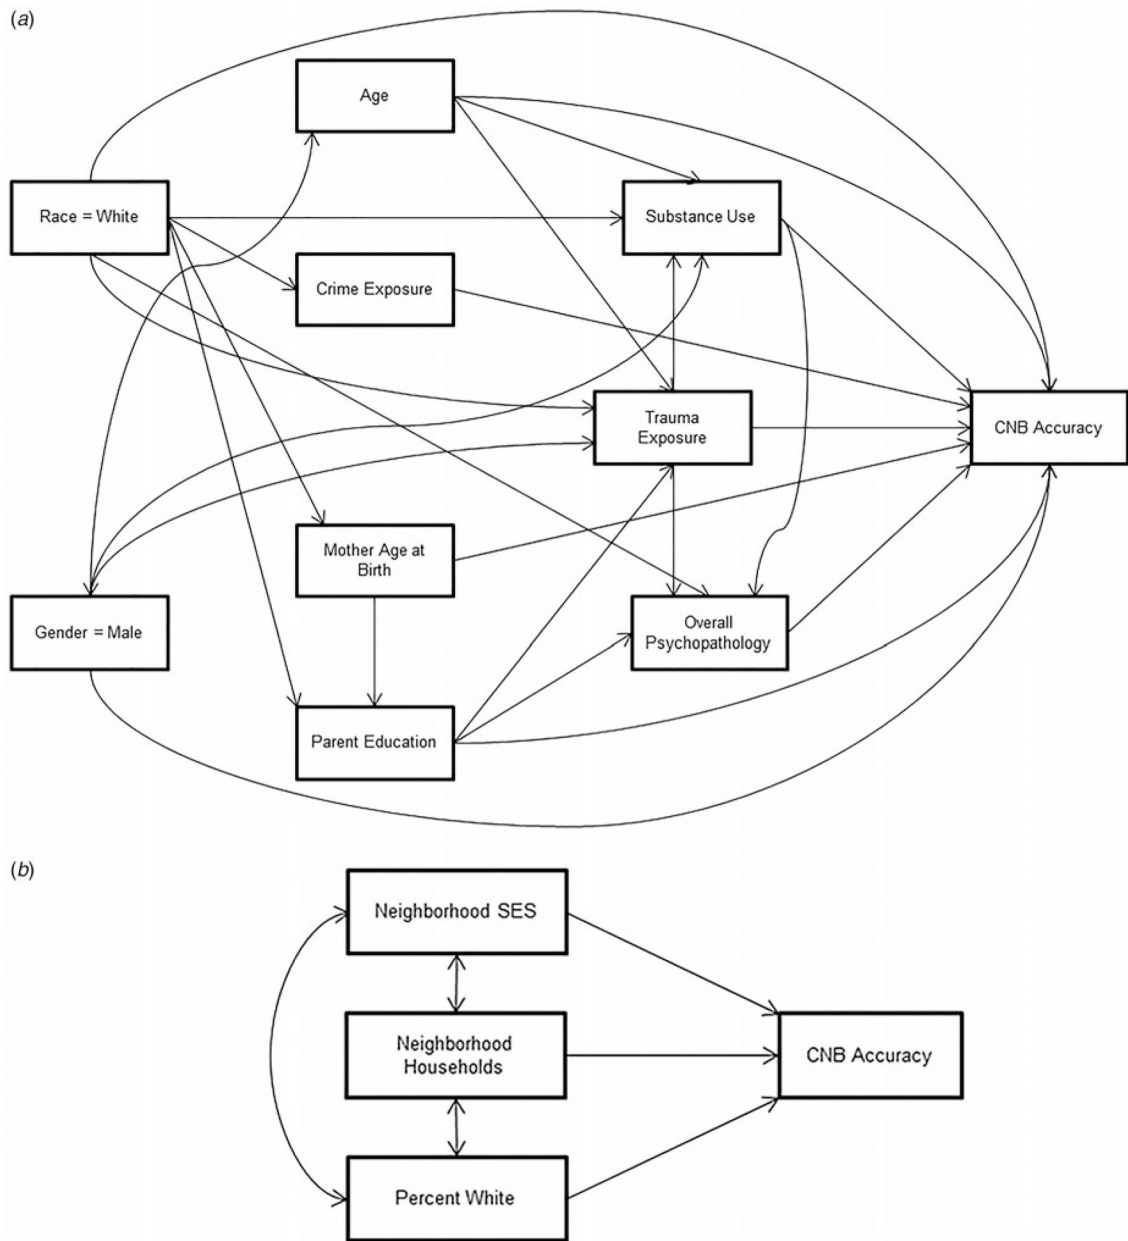 (a)
Age
Race = White
Substance Use
Crime Exposure
Trauma
Exposure
CNB Accuracy
Mother Age at
Birth
Gender = Male
Overall
Psychopathology
Parent Education
(b)
Neighborhood SES
Neighborhood
Households
CNB Accuracy
Percent White